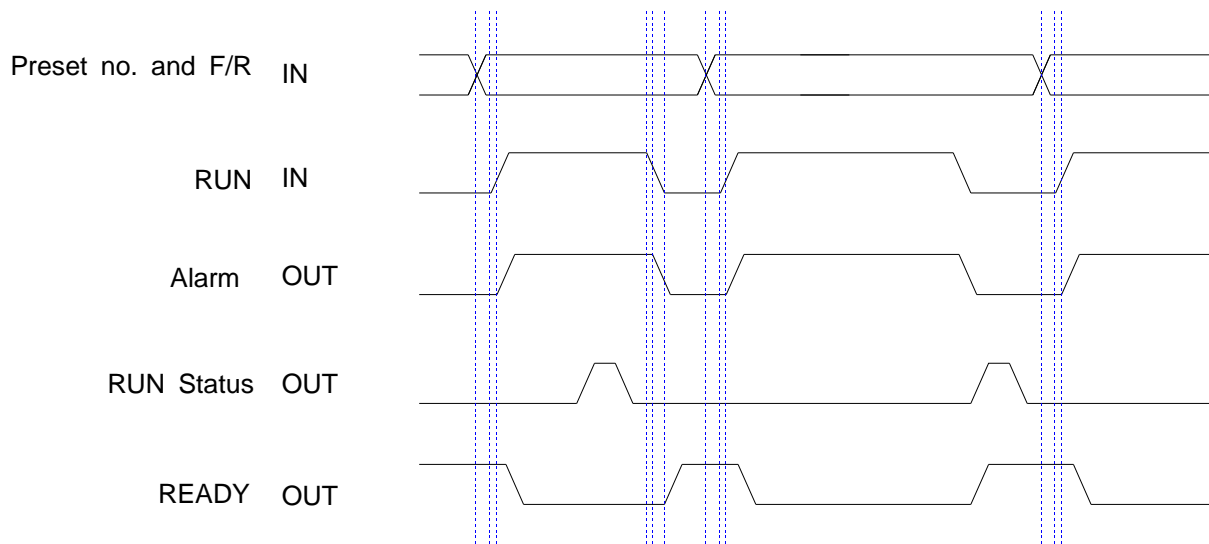 Preset no. and F/R IN
RUN IN
Alarm OUT
RUN Status OUT
READY OUT